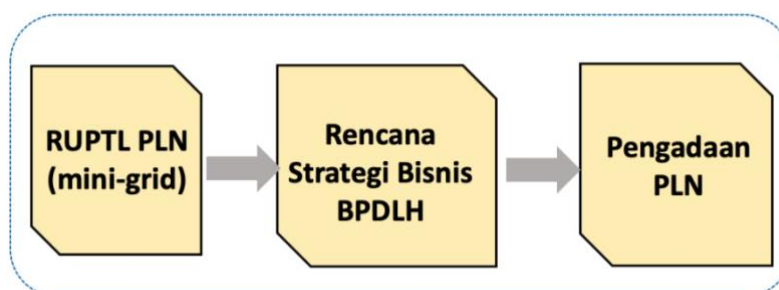 RUPTL PLN
(mini-grid)
Rencana
Strategi Bisnis
BPDLH
Pengadaan
PLN